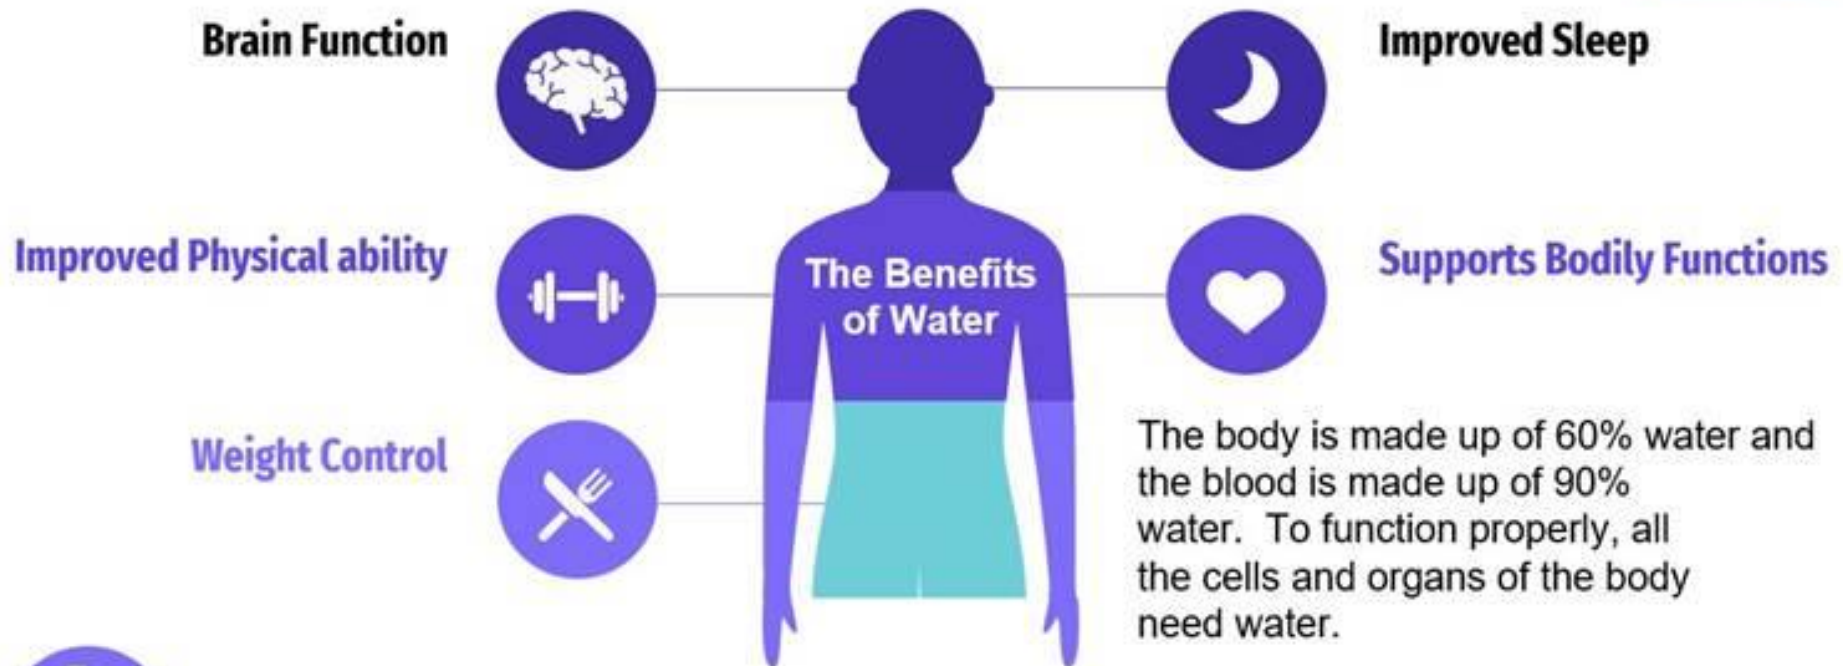 Brain Function
Improved Sleep
Improved Physical ability
The Benefits
of Water
Supports Bodily Functions
Weight Control
The body is made up of 60% water and
the blood is made up of 90%
water.  To function properly, all
the cells and organs of the body
need water.